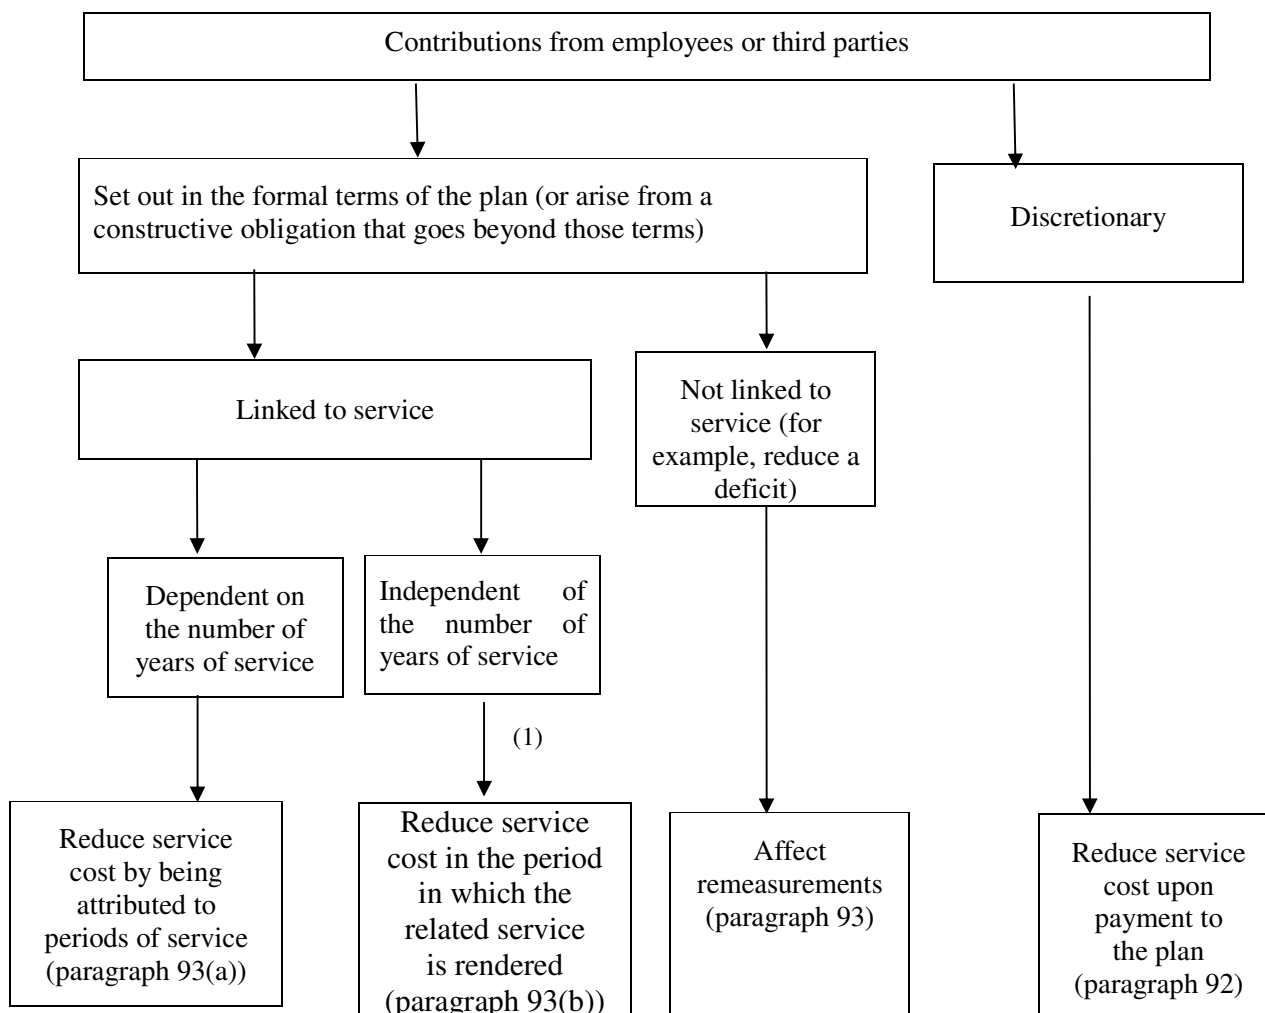 Contributions from employees or third parties
Set out in the formal terms of the plan (or arise from a
constructive obligation that goes beyond those terms)
Discretionary
Linked to service
Not linked to
service (for
example, reduce a
deficit)
Dependent on
the number of
years of service
Independent of
the number of
years of service
(1)
Reduce service
cost by being
attributed to
periods of service
(paragraph 93(a))
Reduce service
cost in the period
in which the
related service
is rendered
(paragraph 93(b))
Affect
remeasurements
(paragraph 93)
Reduce service
cost upon
payment to
the plan
(paragraph 92)